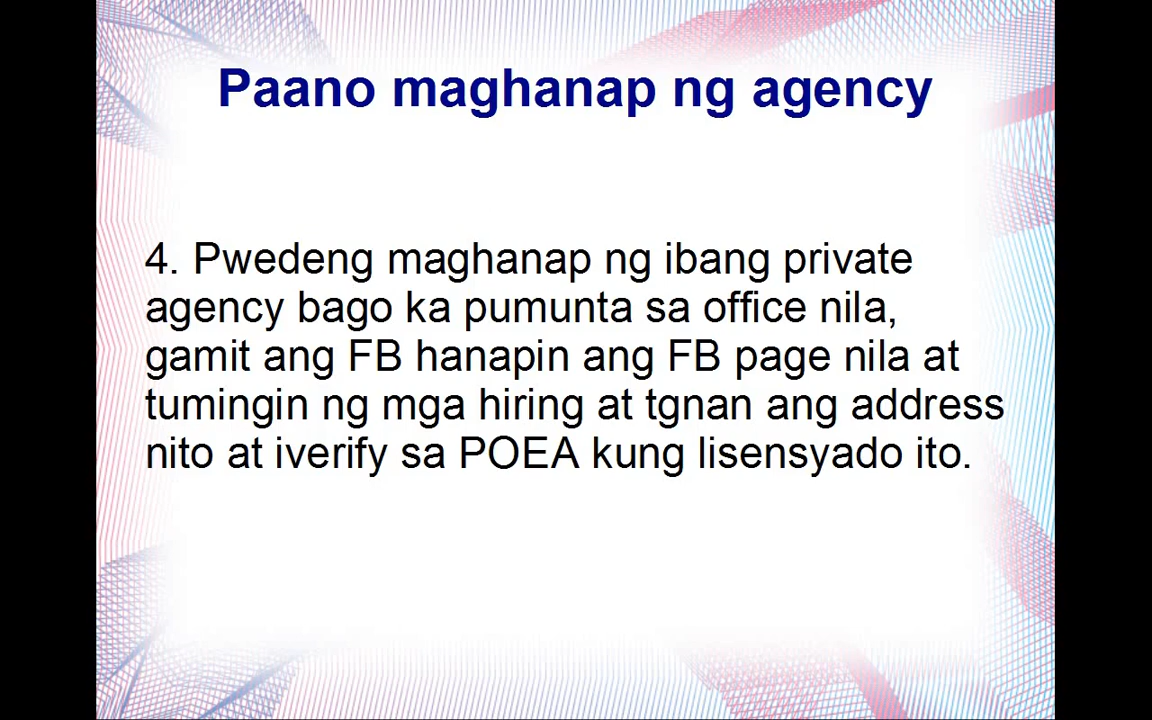 Paano maghanap ng agency
4. Pwedeng maghanap ng ibang private
agency bago ka pumunta sa office nila,
gamit ang FB hanapin ang FB page nila at
tumingin ng mga hiring at tgnan ang address
nito at iverify sa POEA kung lisensyado ito.